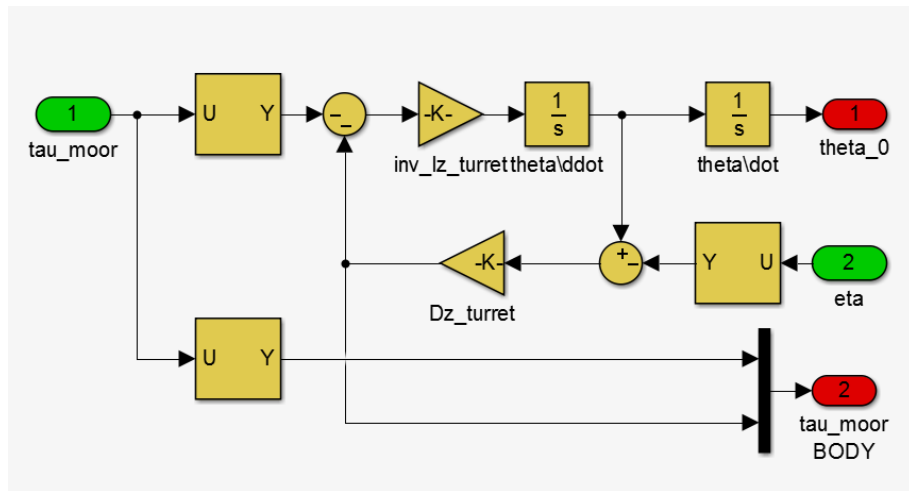 1
tau_moor
U Y
-K-
inv_Iz_turret
1
s
theta\ddot
1
s
theta\dot
1
theta_0
-K-
Dz_turret
Y U
2
eta
U Y
2
tau_moor
BODY